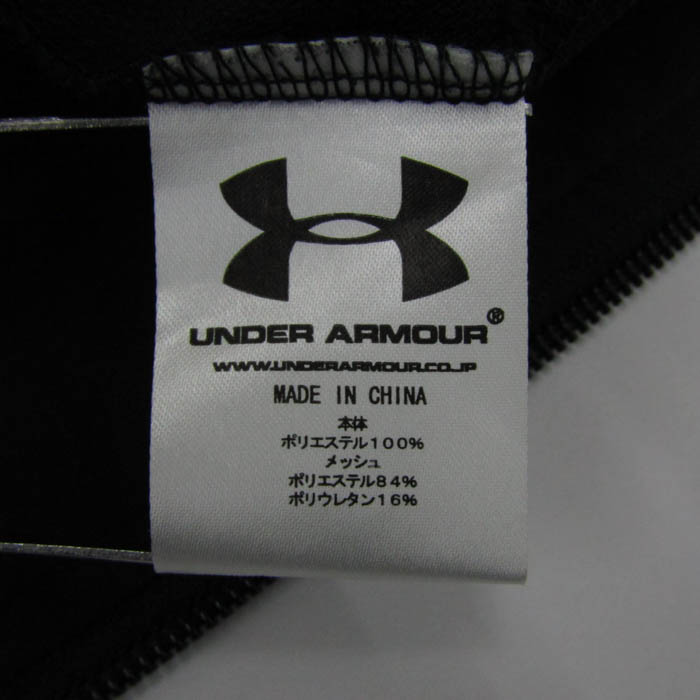 UNDER ARMOUR®
WWW.UNDERARMOUR.CO.JP
MADE IN CHINA
本体
ポリエステル100%
メッシュ
ポリエステル84%
ポリウレタン16%